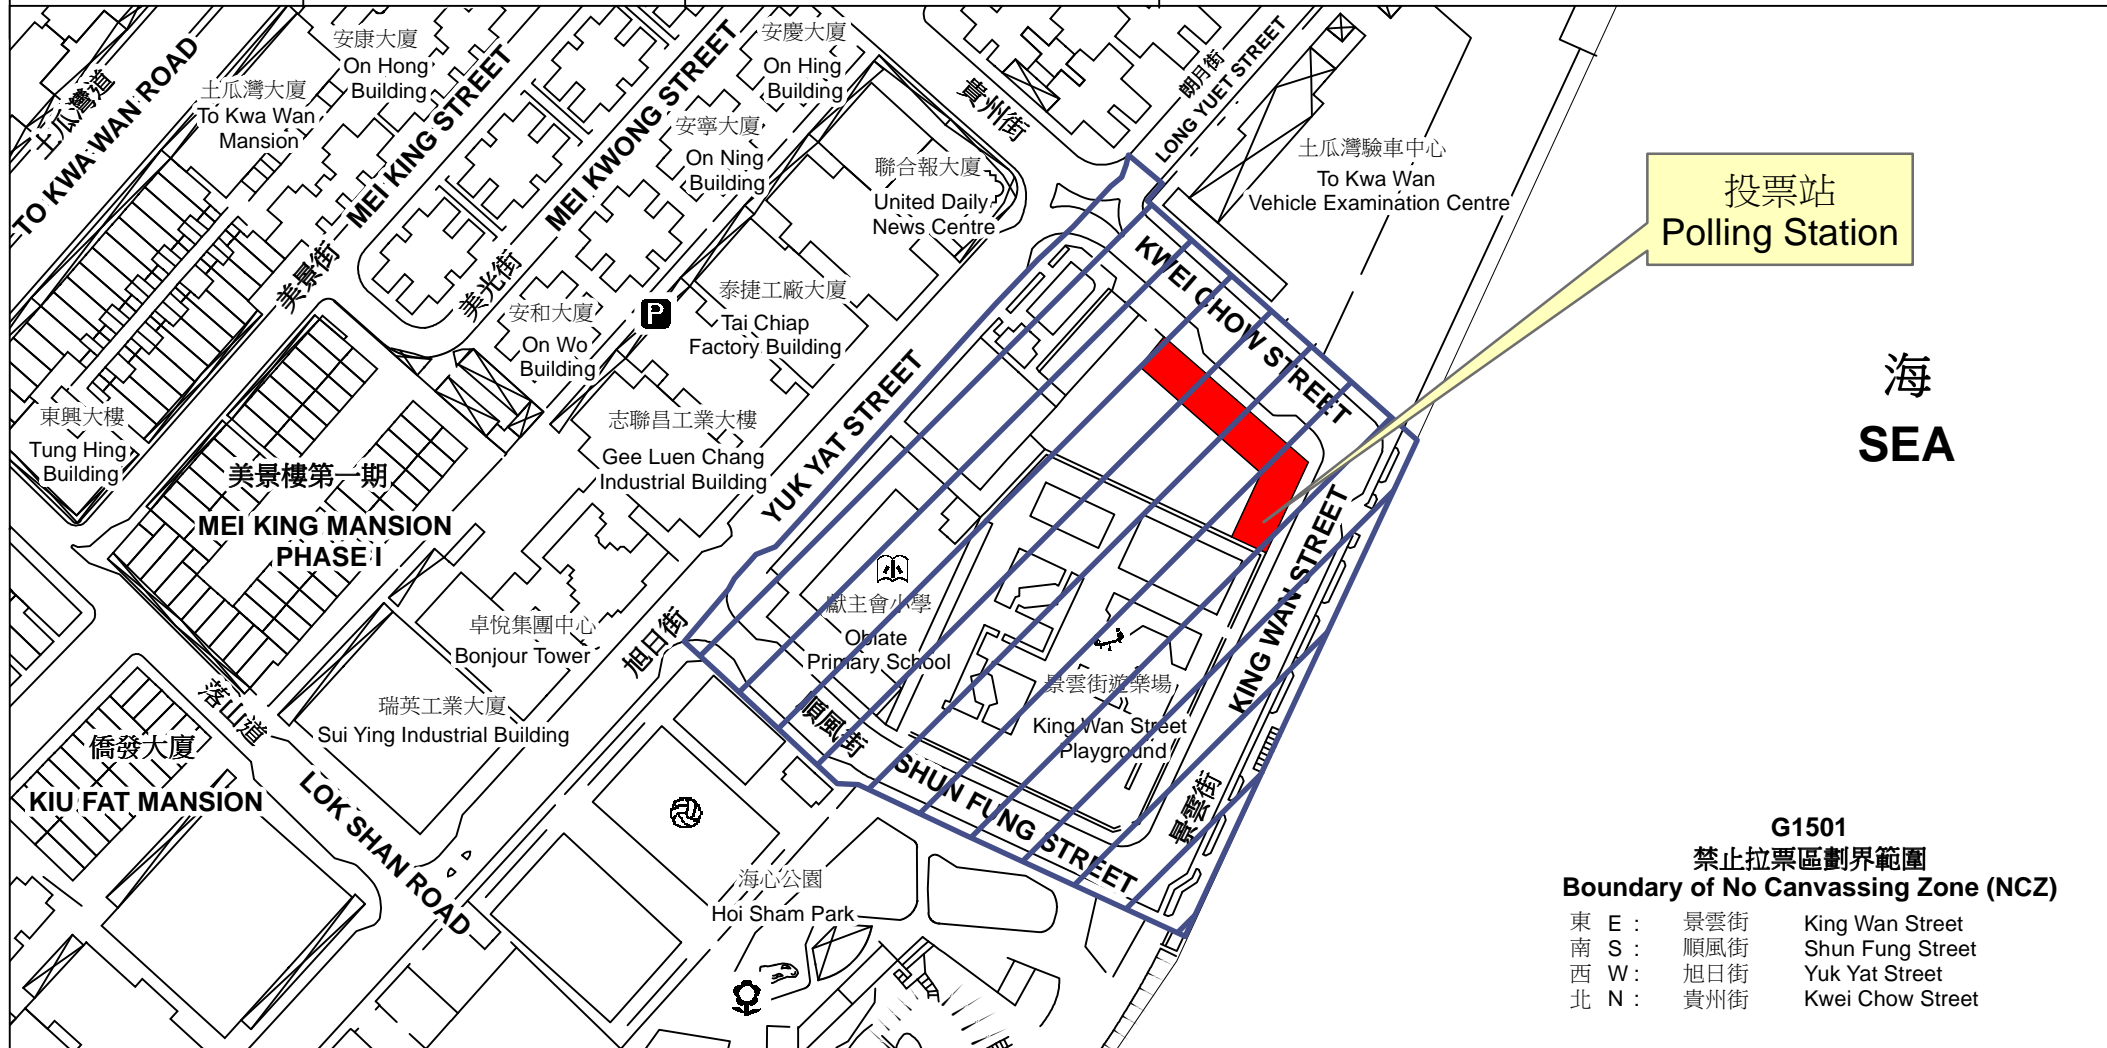 安康大廈
On Hong
Building
土瓜灣道
TO KWA WAN ROAD
土瓜灣大廈
To Kwa Wan
Mansion
MEI KING STREET
美景街
安慶大廈
On Hing
Building
MEI KWONG STREET
美光街
安寧大廈
On Ning
Building
貴州街
朗月街
LONG YUET STREET
聯合報大廈
United Daily
News Centre
土瓜灣驗車中心
To Kwa Wan
Vehicle Examination Centre
投票站
Polling Station
KWEI CHOW STREET
泰捷工廠大廈
Tai Chiap
Factory Building
P
安和大廈
On Wo
Building
海
SEA
YUK YAT STREET
旭日街
東興大樓
Tung Hing
Building
志聯昌工業大樓
Gee Luen Chang
Industrial Building
美景樓第一期
MEI KING MANSION
PHASE I
KING WAN STREET
景雲街
獻主會小學
Oblate
Primary School
卓悅集團中心
Bonjour Tower
景雲街遊樂場
King Wan Street
Playground
瑞英工業大廈
Sui Ying Industrial Building
落山道
LOK SHAN ROAD
順風街
SHUN FUNG STREET
僑發大廈
KIU FAT MANSION
海心公園
Hoi Sham Park
G1501
禁止拉票區劃界範圍
Boundary of No Canvassing Zone (NCZ)
東 E : 景雲街 King Wan Street
南 S : 順風街 Shun Fung Street
西 W : 旭日街 Yuk Yat Street
北 N : 貴州街 Kwei Chow Street